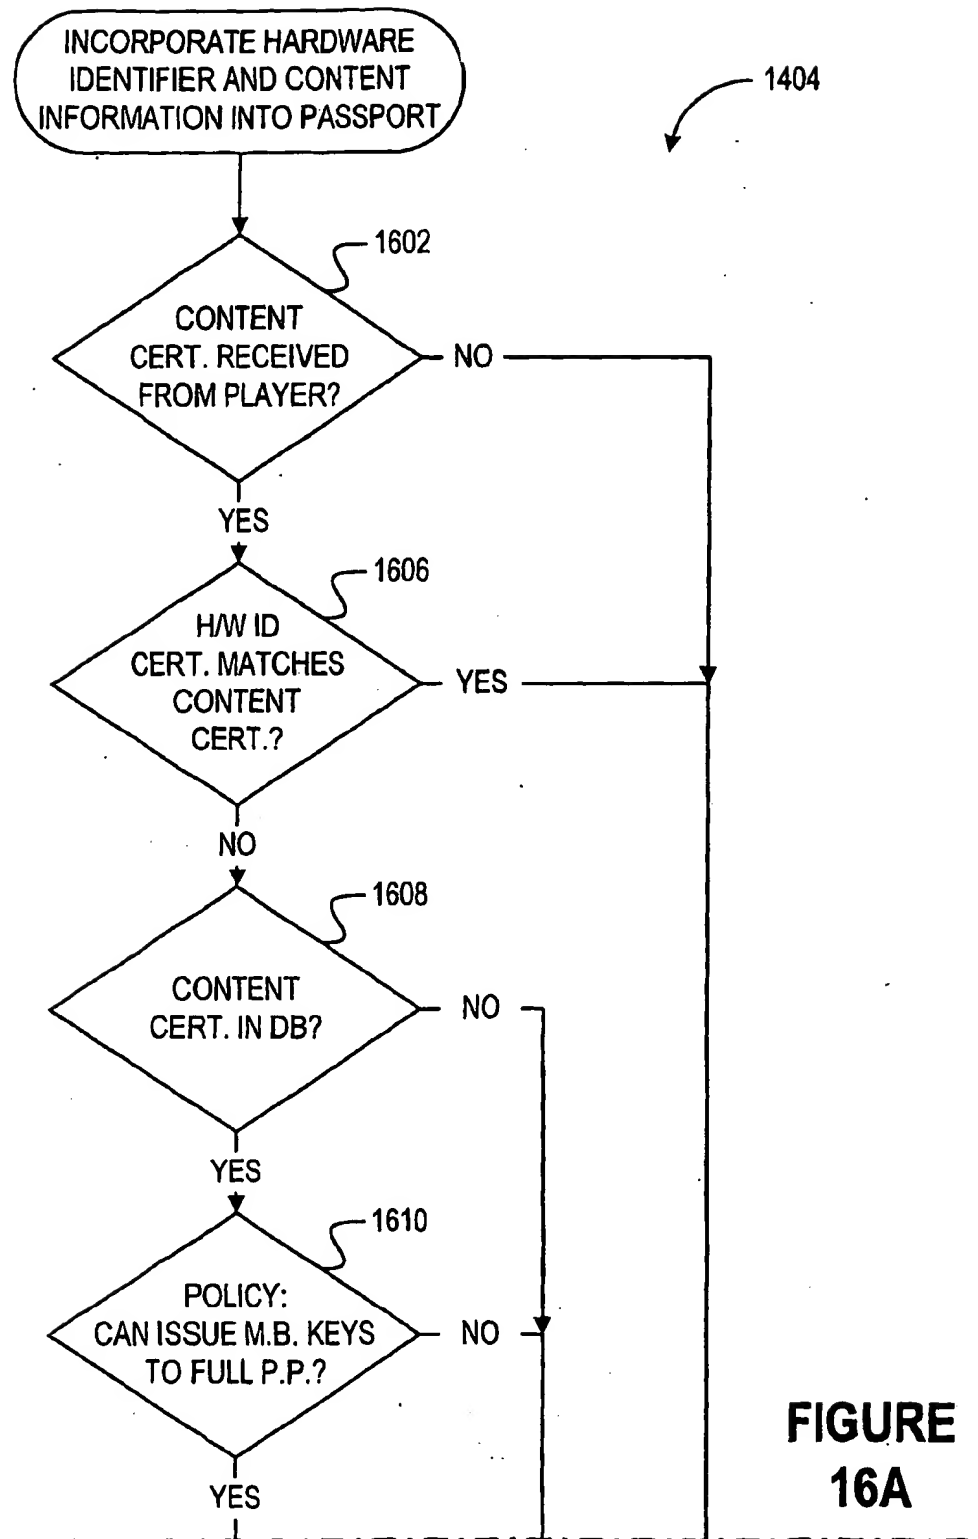 INCORPORATE HARDWARE
IDENTIFIER AND CONTENT
INFORMATION INTO PASSPORT
1404
1602
CONTENT
CERT. RECEIVED
FROM PLAYER?
NO
YES
1606
H/W ID
CERT. MATCHES
CONTENT
CERT.?
YES
NO
1608
CONTENT
CERT. IN DB?
NO
YES
1610
POLICY:
CAN ISSUE M.B. KEYS
TO FULL P.P.?
NO
YES
FIGURE
16A